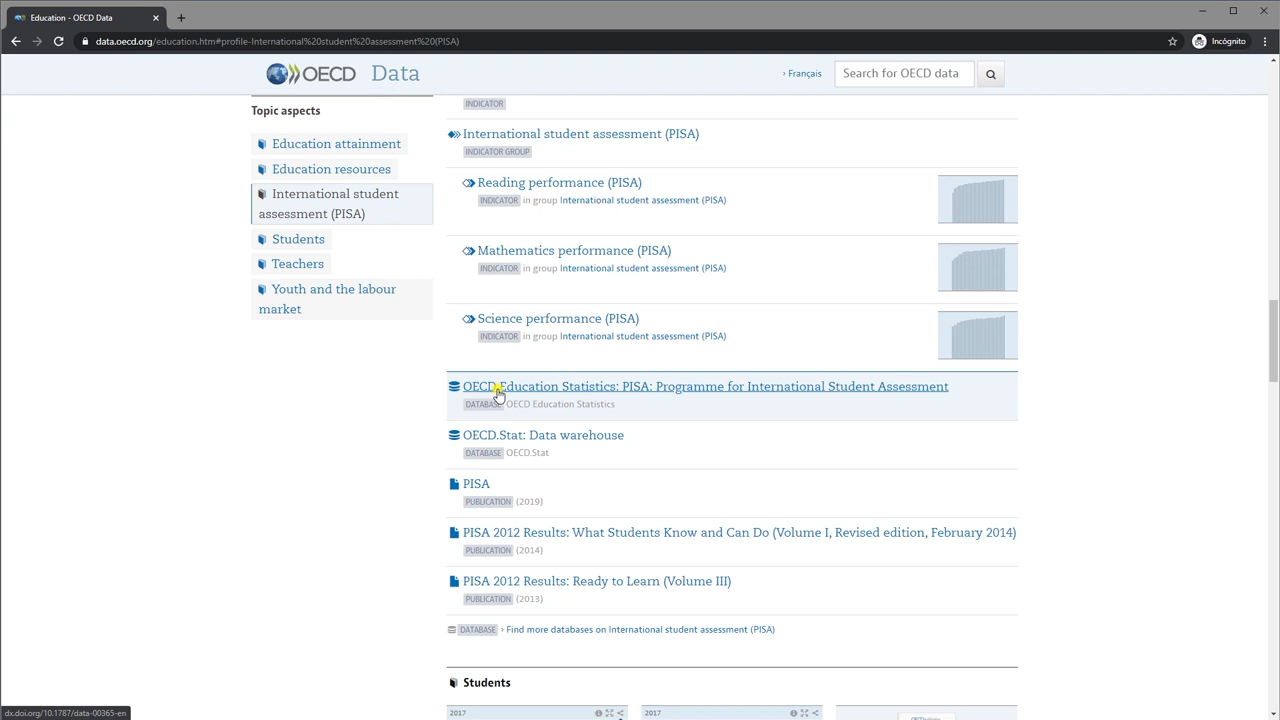 Education - OECD Data
data.oecd.org/education.htm#profile-International%20student%20assessment%20(PISA)
Incógnito
OECD Data
Français
Search for OECD data
Topic aspects
Education attainment
Education resources
International student
assessment (PISA)
Students
Teachers
Youth and the labour
market
INDICATOR
International student assessment (PISA)
INDICATOR GROUP
Reading performance (PISA)
INDICATOR in group International student assessment (PISA)
Mathematics performance (PISA)
INDICATOR in group International student assessment (PISA)
Science performance (PISA)
INDICATOR in group International student assessment (PISA)
OECD Education Statistics: PISA: Programme for International Student Assessment
DATABASE OECD Education Statistics
OECD.Stat: Data warehouse
DATABASE OECD.Stat
PISA
PUBLICATION (2019)
PISA 2012 Results: What Students Know and Can Do (Volume I, Revised edition, February 2014)
PUBLICATION (2014)
PISA 2012 Results: Ready to Learn (Volume III)
PUBLICATION (2013)
DATABASE › Find more databases on International student assessment (PISA)
Students
2017
2017
dx.doi.org/10.1787/data-00365-en